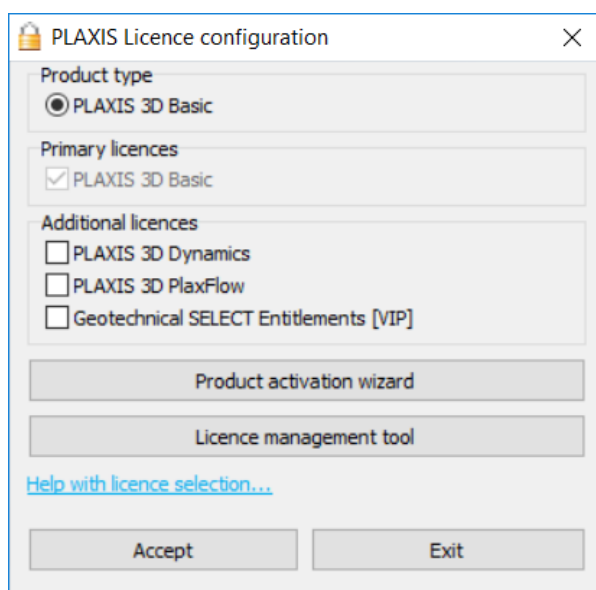 PLAXIS Licence configuration
Product type
PLAXIS 3D Basic
Primary licences
PLAXIS 3D Basic
Additional licences
PLAXIS 3D Dynamics
PLAXIS 3D PlaxFlow
Geotechnical SELECT Entitlements [VIP]
Product activation wizard
Licence management tool
Help with licence selection...
Accept Exit